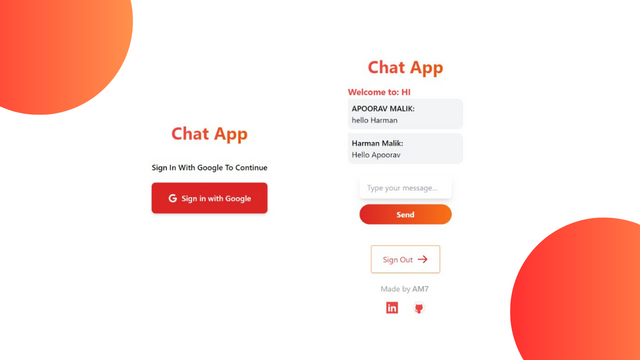 Chat App
Sign In With Google To Continue
G Sign in with Google
Chat App
Welcome to: HI
APOORAV MALIK:
hello Harman
Harman Malik:
Hello Apoorav
Type your message...
Send
Sign Out
Made by AM7
in